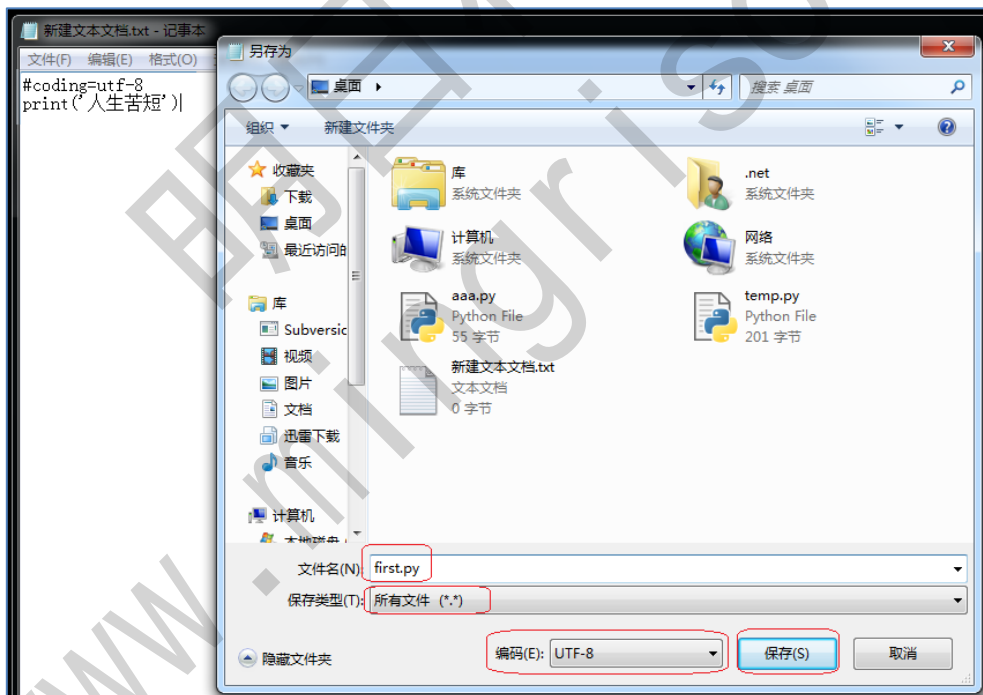 新建文本文档.txt - 记事本
文件(F) 编辑(E) 格式(O)
#coding=utf-8
print('人生苦短')
另存为
桌面
搜索 桌面
组织 新建文件夹
收藏夹
下载
桌面
最近访问的
库
Subversic
视频
图片
文档
迅雷下载
音乐
计算机
本地磁盘
库
系统文件夹
.net
系统文件夹
计算机
系统文件夹
网络
系统文件夹
aaa.py
Python File
55 字节
temp.py
Python File
201 字节
新建文本文档.txt
文本文档
0 字节
文件名(N): first.py
保存类型(T): 所有文件 (*.*)
隐藏文件夹 编码(E): UTF-8 保存(S) 取消
www.mingriso